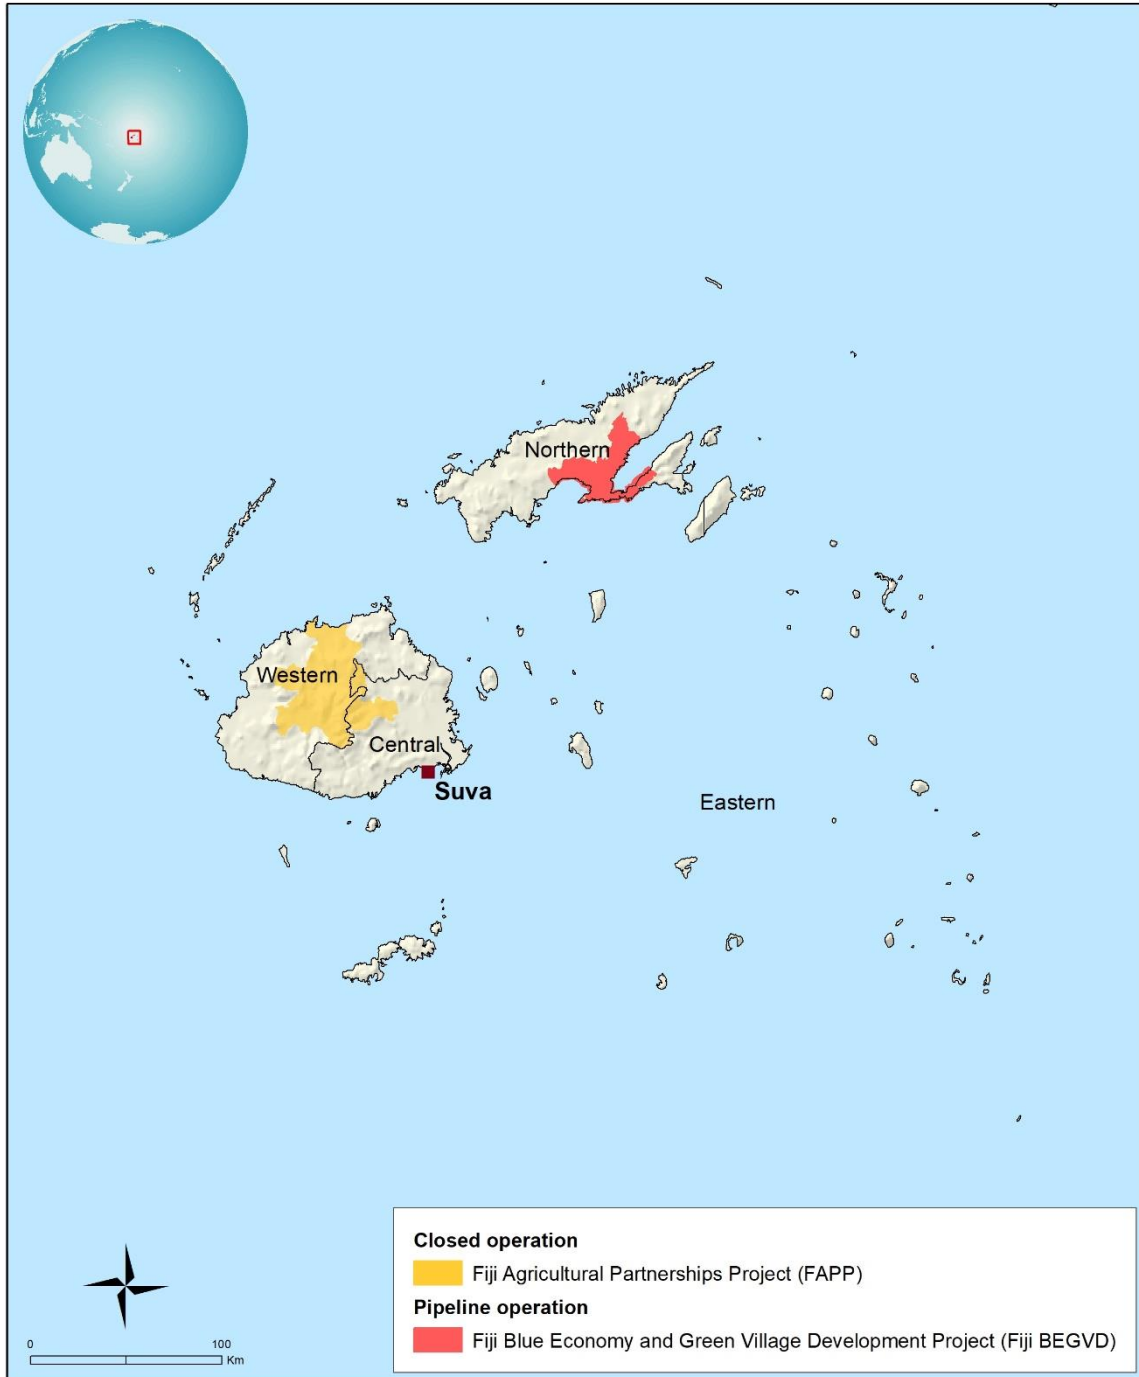 Northern
Western
Central
Suva
Eastern
Closed operation
Fiji Agricultural Partnerships Project (FAPP)
Pipeline operation
Fiji Blue Economy and Green Village Development Project (Fiji BEGVD)
0 100
Km